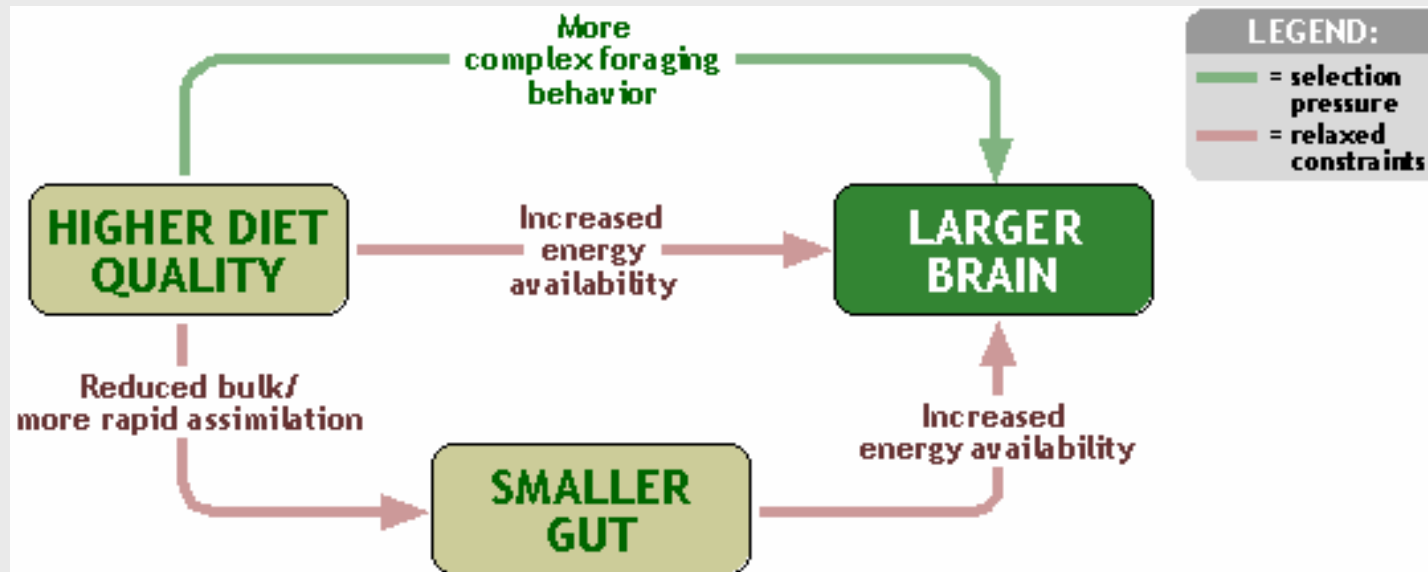 More
complex foraging
behavior
LEGEND:
= selection
pressure
= relaxed
constraints
HIGHER DIET
QUALITY
Increased
energy
availability
LARGER
BRAIN
Reduced bulk/
more rapid assimilation
Increased
energy availability
SMALLER
GUT